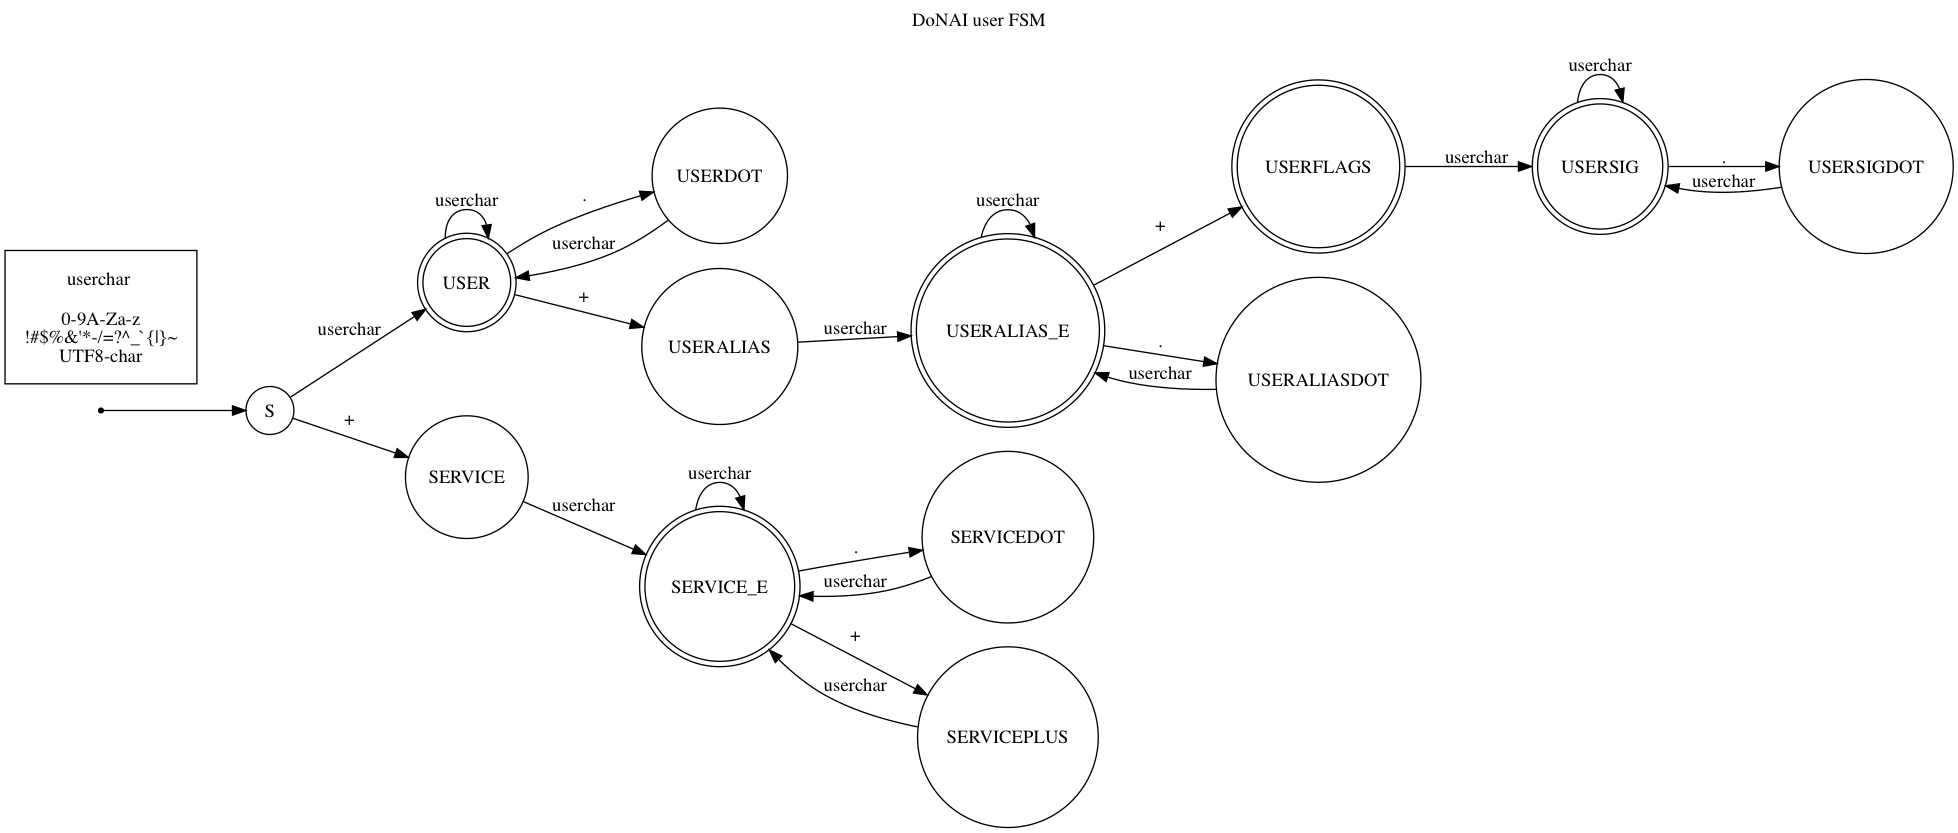 DoNAI user FSM
userchar
0-9A-Za-z
!#$%&'*-/=?^_`{|}~
UTF8-char
S
userchar
+
USER
userchar
SERVICE
.
userchar
+
USERDOT
USERALIAS
userchar
userchar
SERVICE_E
userchar
.
userchar
+
userchar
SERVICEDOT
SERVICEPLUS
USERALIAS_E
userchar
+
.
userchar
USERFLAGS
USERALIASDOT
userchar
USERSIG
userchar
.
userchar
USERSIGDOT